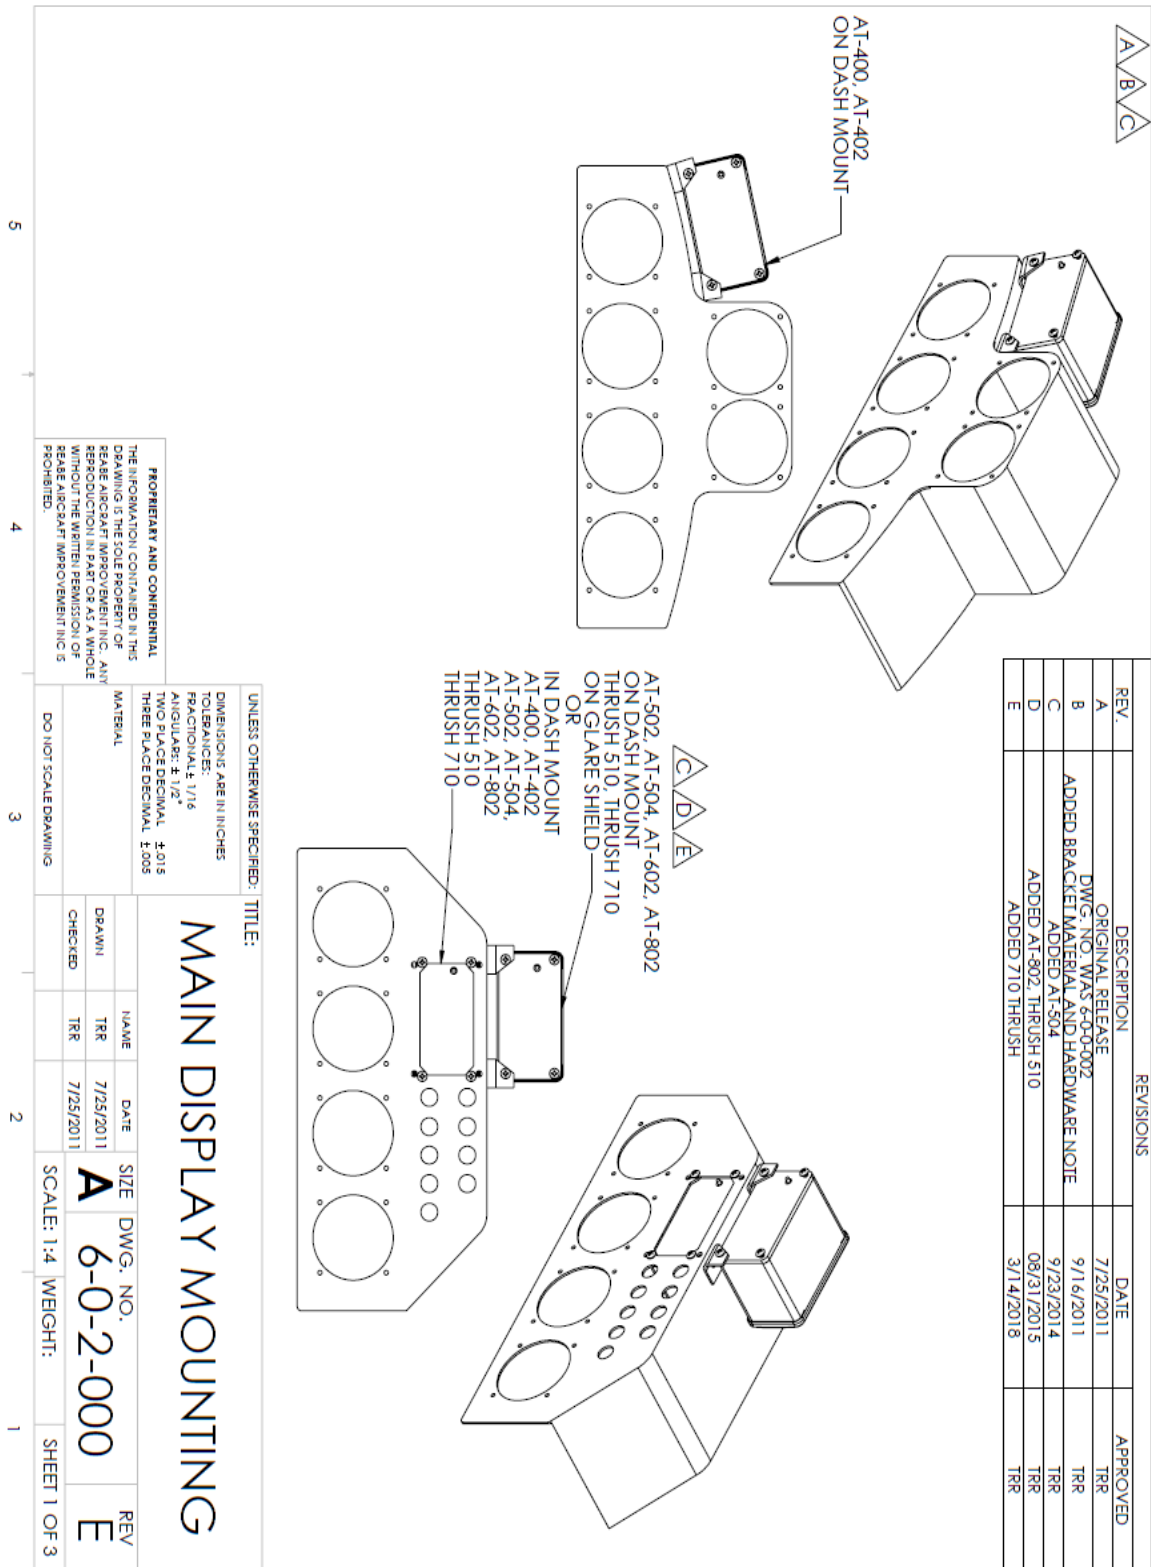 A B C
AT-400, AT-402
ON DASH MOUNT
REVISIONS
REV. DESCRIPTION DATE APPROVED
A ORIGINAL RELEASE 7/25/2011 TRR
B DWG. NO. WAS 6-0-0-002
ADDED BRACKET MATERIAL AND HARDWARE NOTE 9/16/2011 TRR
C ADDED AT-504 9/23/2014 TRR
D ADDED AT-802, THRUSH 510 08/31/2015 TRR
E ADDED 710 THRUSH 3/14/2018 TRR
C D E
AT-502, AT-504, AT-602, AT-802
ON DASH MOUNT
THRUSH 510, THRUSH 710
ON GLARE SHIELD
OR
IN DASH MOUNT
AT-400, AT-402
AT-502, AT-504,
AT-602, AT-802
THRUSH 510
THRUSH 710
PROPRIETARY AND CONFIDENTIAL
THE INFORMATION CONTAINED IN THIS
DRAWING IS THE SOLE PROPERTY OF
REABE AIRCRAFT IMPROVEMENT INC. ANY
REPRODUCTION IN PART OR AS A WHOLE
WITHOUT THE WRITTEN PERMISSION OF
REABE AIRCRAFT IMPROVEMENT INC IS
PROHIBITED.
UNLESS OTHERWISE SPECIFIED:
DIMENSIONS ARE IN INCHES
TOLERANCES:
FRACTIONAL ± 1/16
ANGULAR: ± 1/2°
TWO PLACE DECIMAL ±.015
THREE PLACE DECIMAL ±.005
MATERIAL
DO NOT SCALE DRAWING
NAME DATE
DRAWN TRR 7/25/2011
CHECKED TRR 7/25/2011
TITLE:
MAIN DISPLAY MOUNTING
SIZE DWG. NO. REV
A 6-0-2-000 E
SCALE: 1:4 WEIGHT: SHEET 1 OF 3
5 4 3 2 1